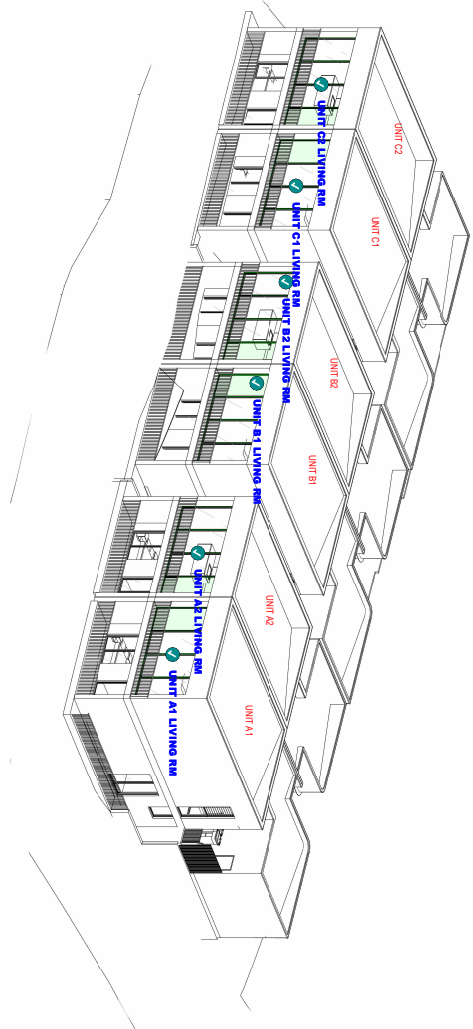 UNIT C2 LIVING RM
UNIT C2
UNIT C1 LIVING RM
UNIT C1
UNIT B2 LIVING RM
UNIT B2
UNIT B1 LIVING RM
UNIT B1
UNIT A2 LIVING RM
UNIT A2
UNIT A1 LIVING RM
UNIT A1